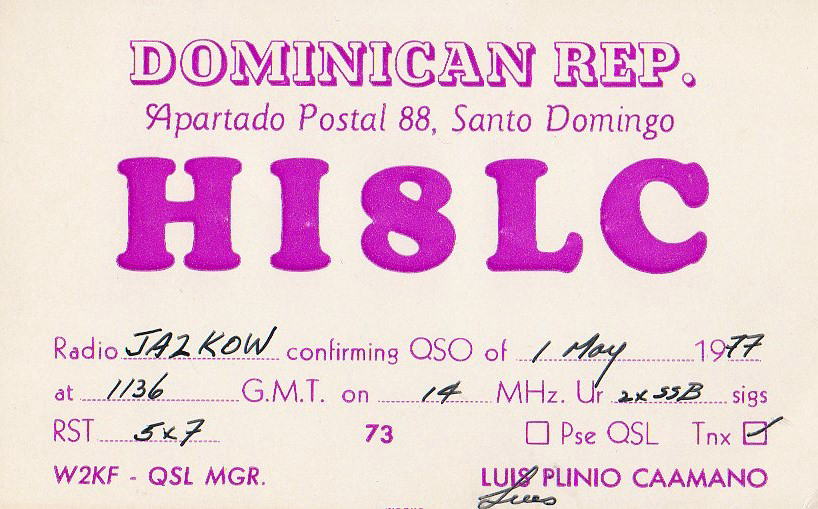 DOMINICAN REP.
Apartado Postal 88, Santo Domingo
HI8LC
Radio JA2KOW confirming QSO of 1 May 1977
at 1136 G.M.T. on 14 MHz. Ur 2x SSB sigs
RST 5x7 73 Pse QSL Tnx
W2KF - QSL MGR. LUIS PLINIO CAAMANO
Luis